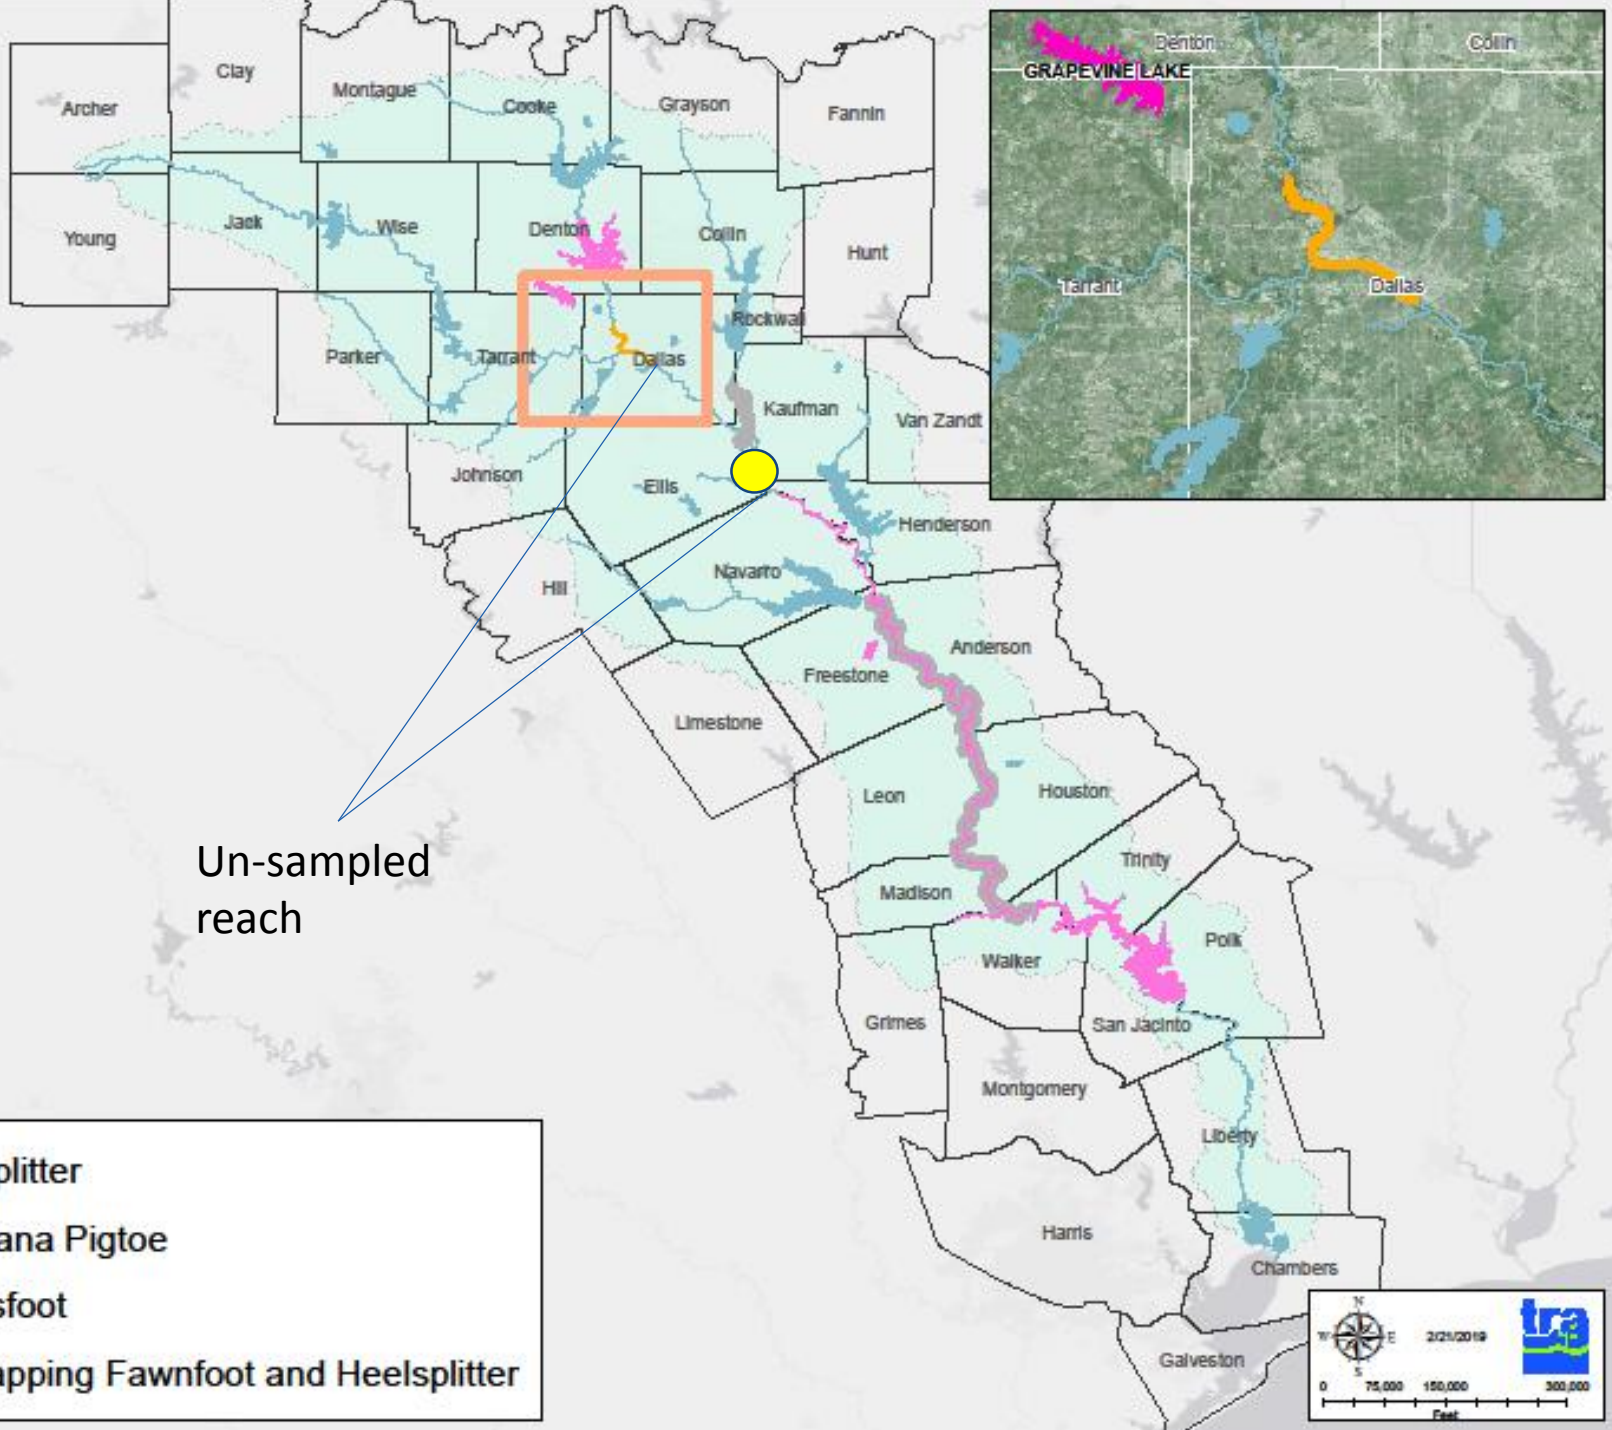 Clay
Montague
Cooke
Grayson
Fannin
Archer
Young
Jack
Wise
Denton
Collin
Hunt
Parker
Tarrant
Dallas
Rockwall
Kaufman
Van Zandt
Johnson
Ellis
Henderson
Hill
Navarro
Anderson
Freestone
Limestone
Leon
Houston
Trinity
Madison
Polk
Walker
Grimes
San Jacinto
Montgomery
Liberty
Harris
Chambers
Galveston
Denton
Collin
GRAPEVINE LAKE
Tarrant
Dallas
Un-sampled
reach
plitter
ana Pigtoe
sfoot
apping Fawnfoot and Heelsplitter
N
W
E
S
2/21/2019
tra
0 75,000 150,000 300,000
Feet